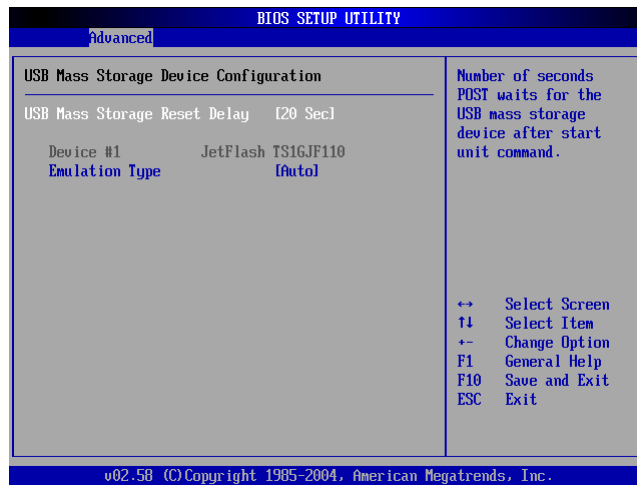 BIOS SETUP UTILITY
Advanced
USB Mass Storage Device Configuration
USB Mass Storage Reset Delay [20 Sec]
Device #1 JetFlash TS1GJF110
Emulation Type [Auto]
Number of seconds
POST waits for the
USB mass storage
device after start
unit command.
↔ Select Screen
↑↓ Select Item
+- Change Option
F1 General Help
F10 Save and Exit
ESC Exit
v02.58 (C)Copyright 1985-2004, American Megatrends, Inc.